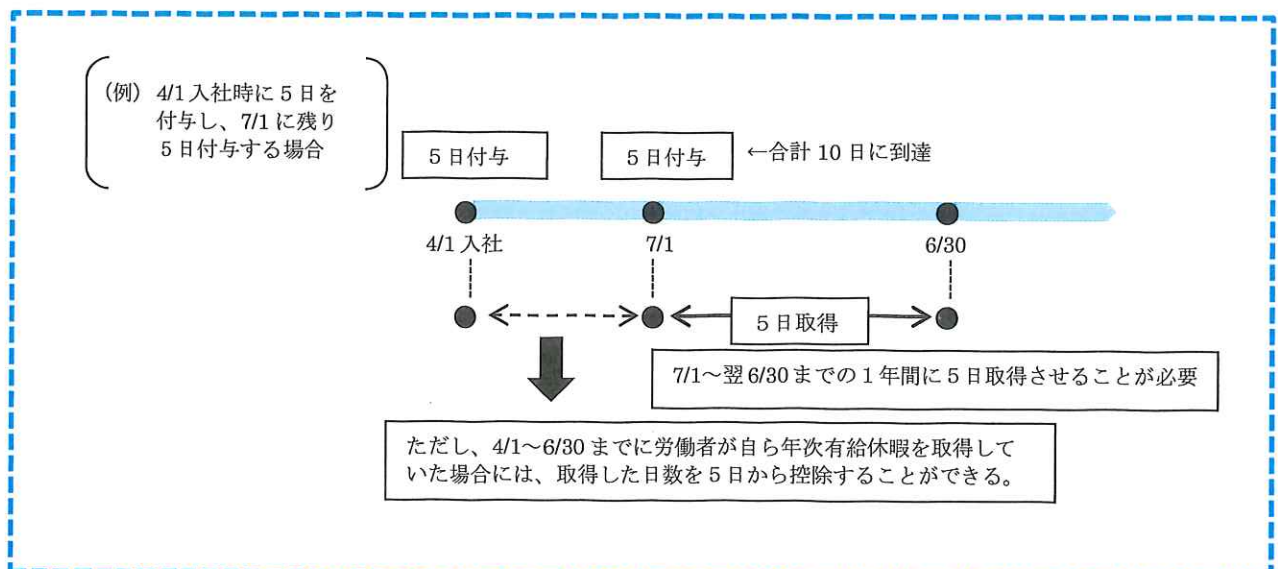 （例）4/1 入社時に 5 日を
付与し、7/1 に残り
5 日付与する場合
5 日付与
5 日付与
←合計 10 日に到達
4/1 入社
7/1
6/30
5 日取得
7/1～翌 6/30 までの 1 年間に 5 日取得させることが必要
ただし、4/1～6/30 までに労働者が自ら年次有給休暇を取得して
いた場合には、取得した日数を 5 日から控除することができる。